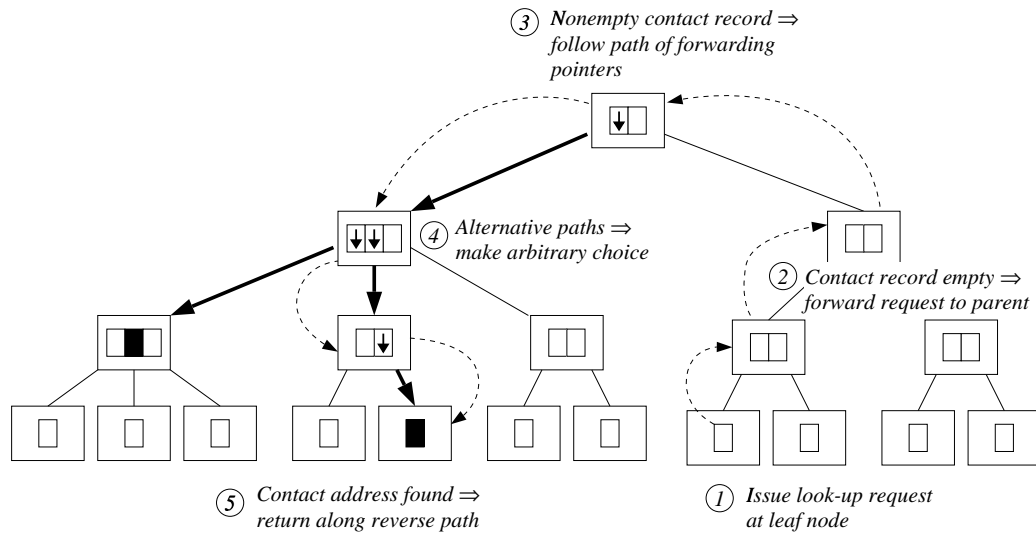 3 Nonempty contact record ⇒
follow path of forwarding
pointers
4 Alternative paths ⇒
make arbitrary choice
2 Contact record empty ⇒
forward request to parent
5 Contact address found ⇒
return along reverse path
1 Issue look-up request
at leaf node